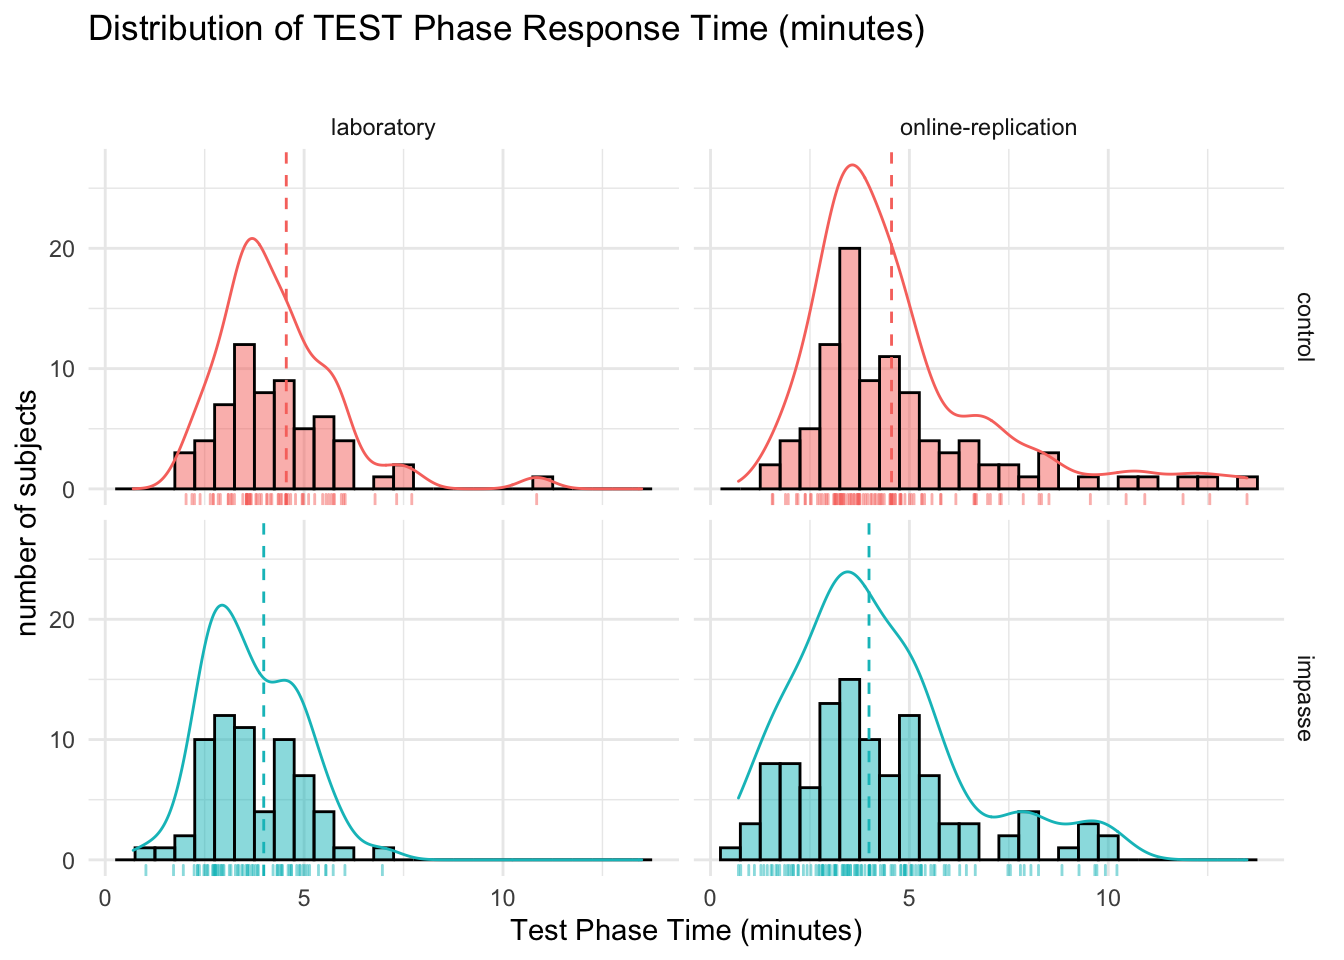 Distribution of TEST Phase Response Time (minutes)
laboratory
online-replication
20
10
0
control
20
10
0
impasse
number of subjects
0
5
10
0
5
10
Test Phase Time (minutes)